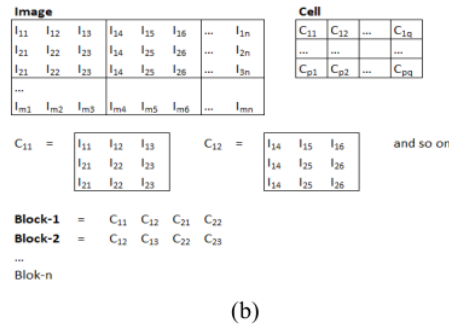 Image Cell
I11 I12 I13 I14 I15 I16 ... I1n C11 C12 ... C1q
I21 I22 I23 I24 I25 I26 ... I2n ... ... ...
I21 I22 I23 I24 I25 I26 ... I3n Cp1 Cp2 ... Cpq
...
Im1 Im2 Im3 Im4 Im5 Im6 ... Imn
I11 I12 I13 I14 I15 I16
C11 = I21 I22 I23 C12 = I14 I25 I26 and so on
I21 I22 I23 I14 I25 I26
Block-1 = C11 C12 C21 C22
Block-2 = C12 C13 C22 C23
...
Blok-n
(b)